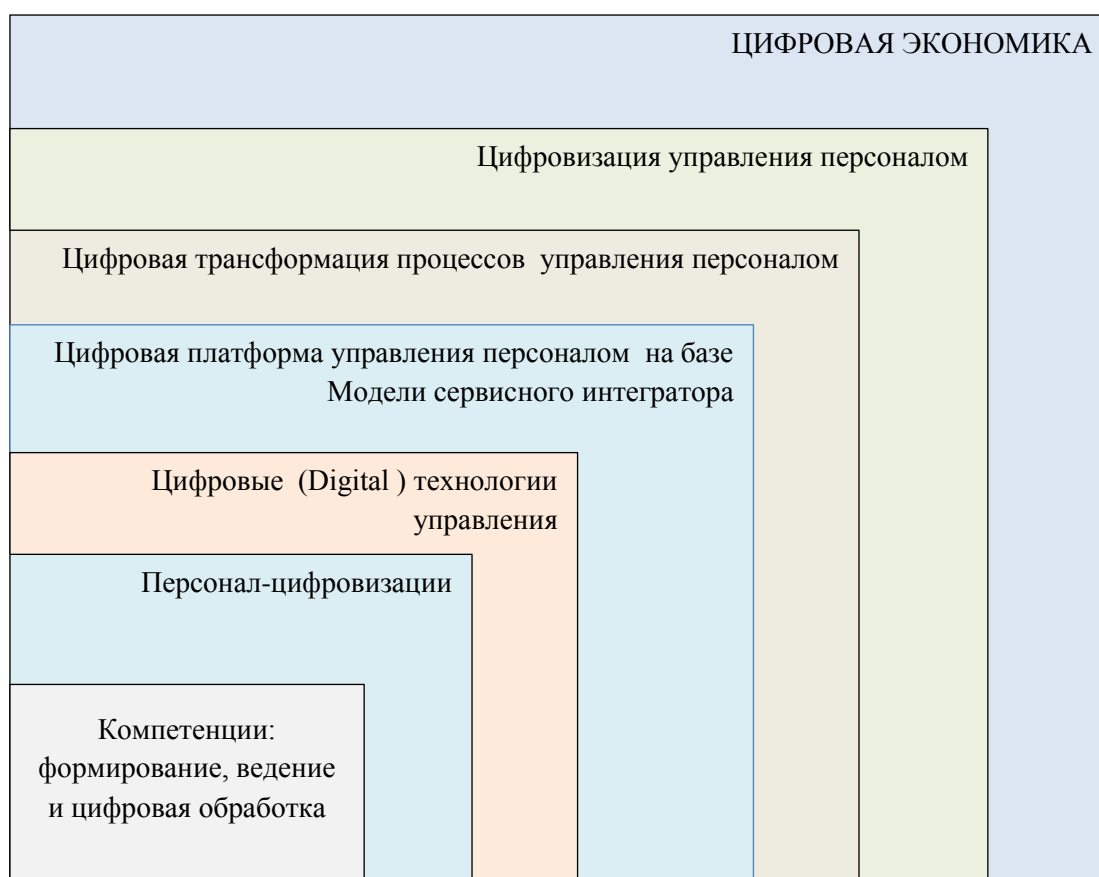 ЦИФРОВАЯ ЭКОНОМИКА
Цифровизация управления персоналом
Цифровая трансформация процессов  управления персоналом
Цифровая платформа управления персоналом  на базе
Модели сервисного интегратора
Цифровые  (Digital ) технологии
управления
Персонал-цифровизации
Компетенции:
формирование, ведение
и цифровая обработка